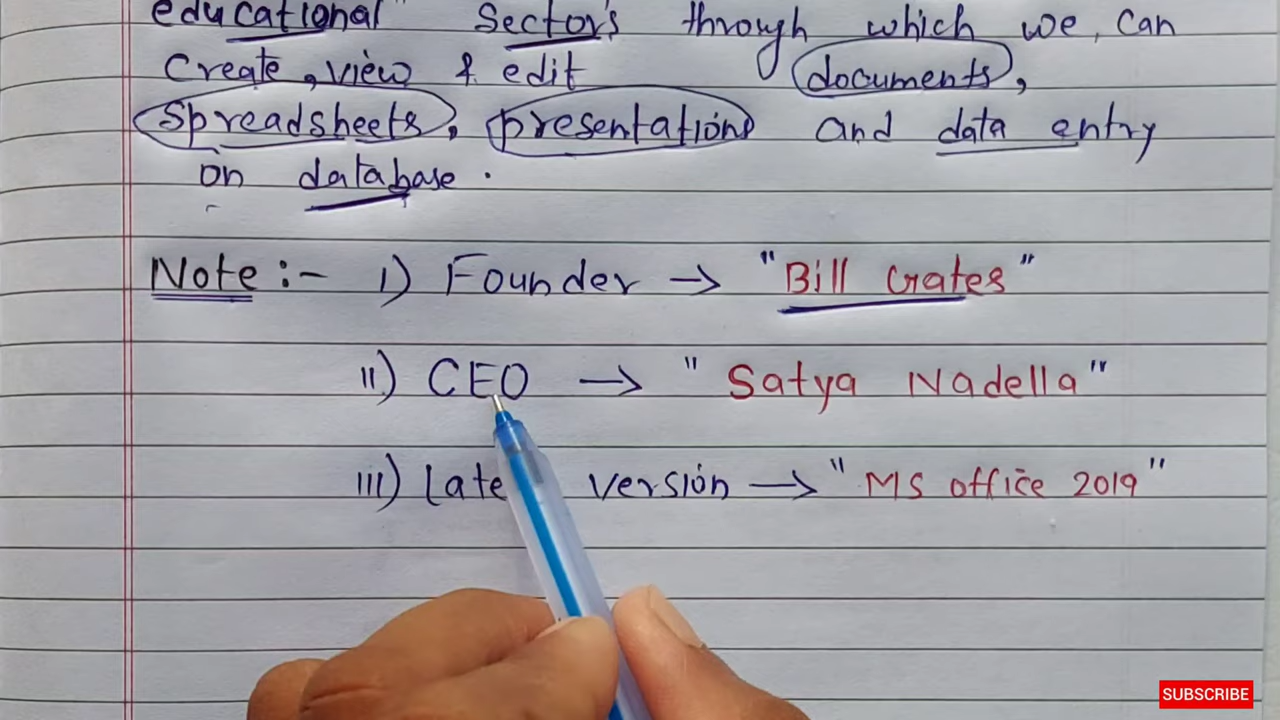 educational" sectors through which we can
create, view & edit documents,
spreadsheets, presentations and data entry
on database.
Note :- i) Founder → "Bill Gates"
ii) CEO → "Satya Nadella"
iii) version → "MS office 2019"
SUBSCRIBE